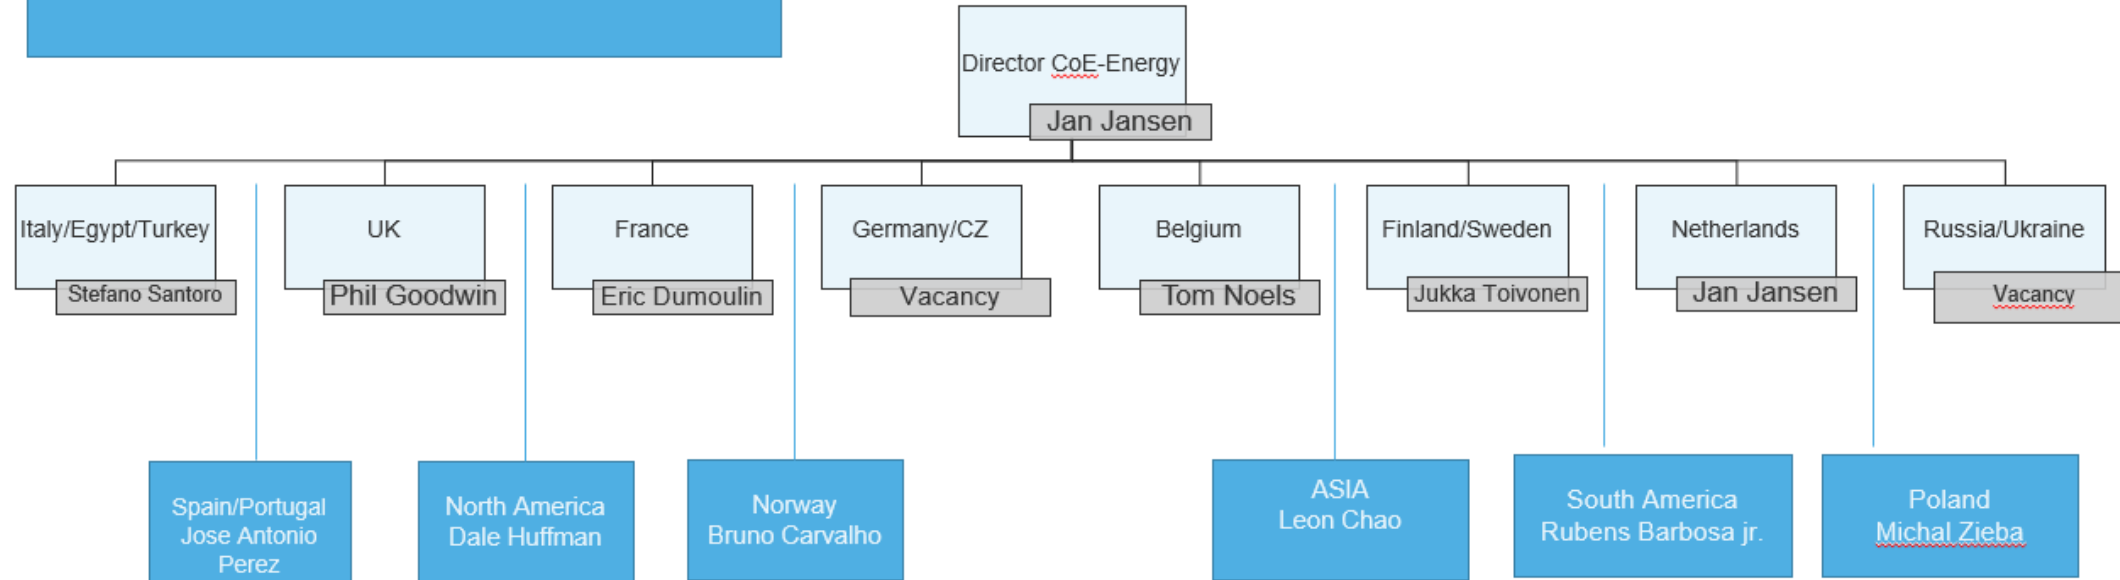 Director CoE-Energy
Jan Jansen
Italy/Egypt/Turkey
Stefano Santoro
UK
Phil Goodwin
France
Eric Dumoulin
Germany/CZ
Vacancy
Belgium
Tom Noels
Finland/Sweden
Jukka Toivonen
Netherlands
Jan Jansen
Russia/Ukraine
Vacancy
Spain/Portugal
Jose Antonio
Perez
North America
Dale Huffman
Norway
Bruno Carvalho
ASIA
Leon Chao
South America
Rubens Barbosa jr.
Poland
Michal Zieba